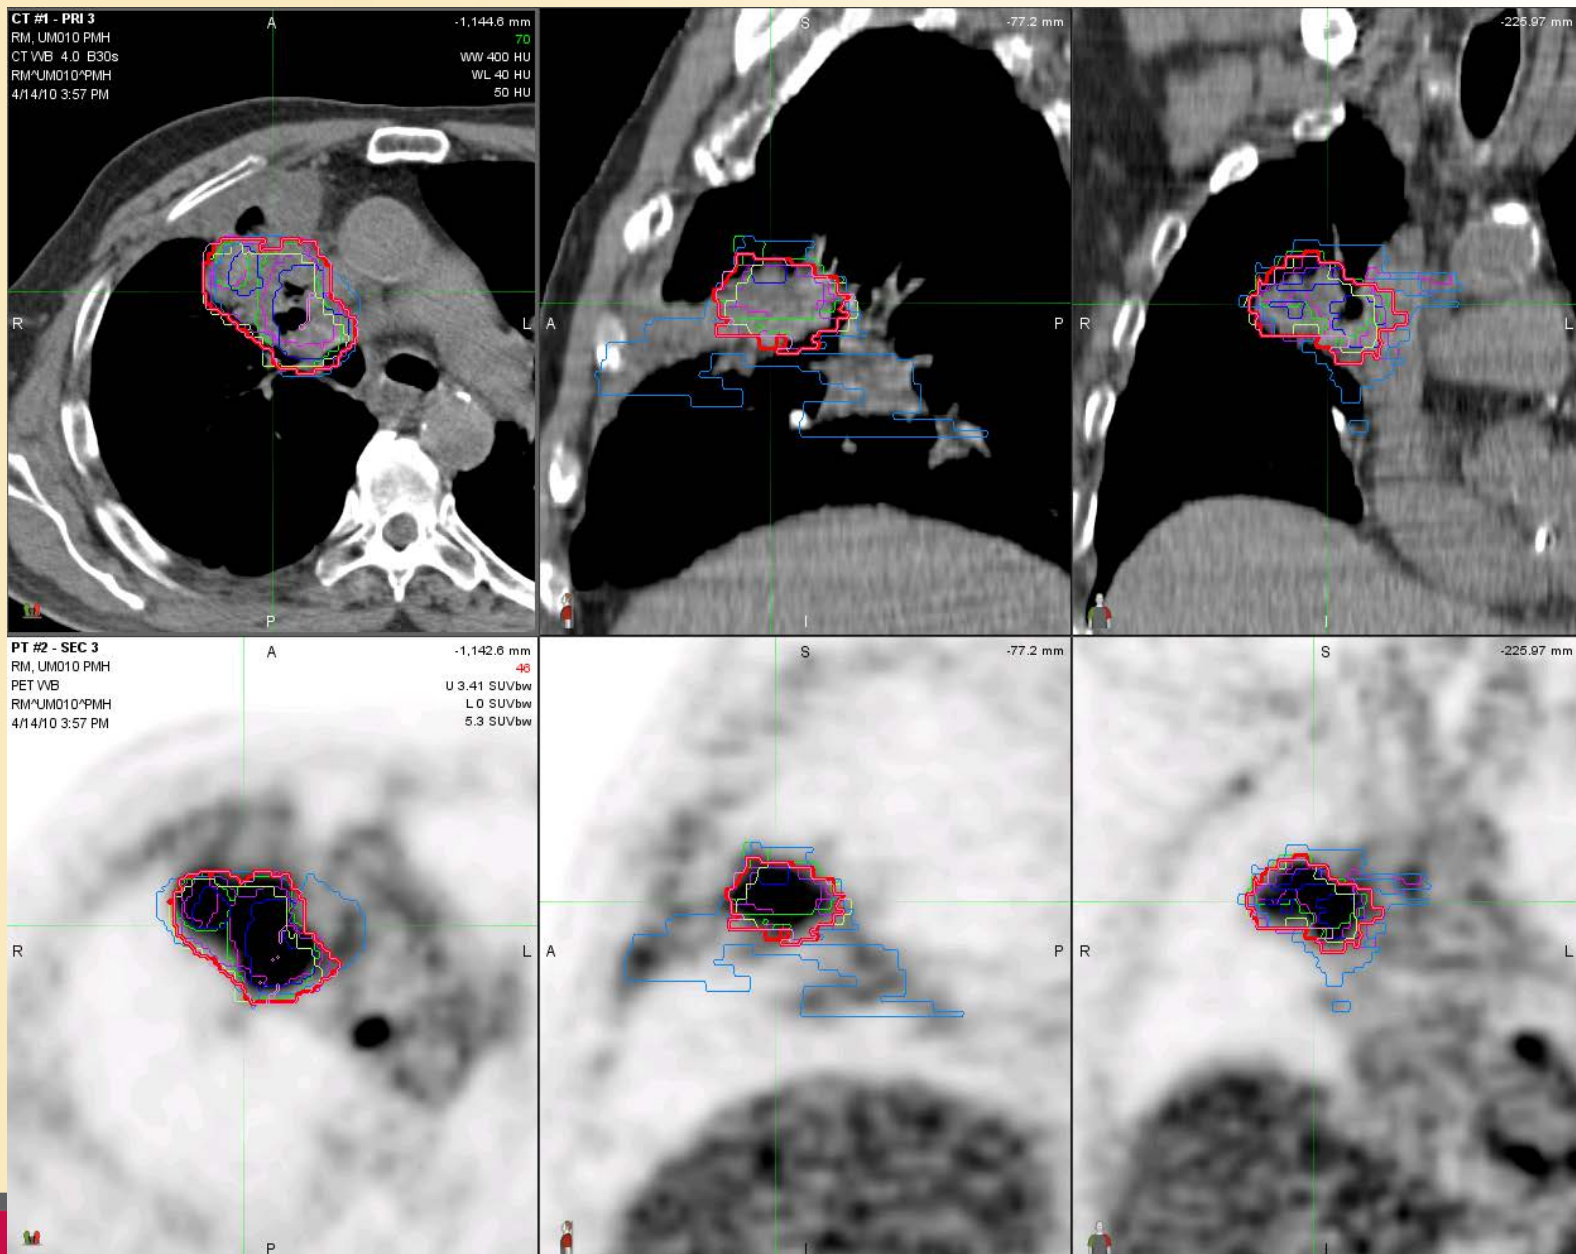 CT #1 - PRI 3
RM, UM010 PMH
CT WB 4.0 B30s
RM^UM010^PMH
4/14/10 3:57 PM
A
-1,144.6 mm
70
WW 400 HU
WL 40 HU
50 HU
R
L
P
S
-77.2 mm
A
P
I
-225.97 mm
R
L
I
PT #2 - SEC 3
RM, UM010 PMH
PET WB
RM^UM010^PMH
4/14/10 3:57 PM
A
-1,142.6 mm
46
U 3.41 SUVbw
L 0 SUVbw
5.3 SUVbw
R
L
P
S
-77.2 mm
A
P
I
S
-225.97 mm
R
L
I